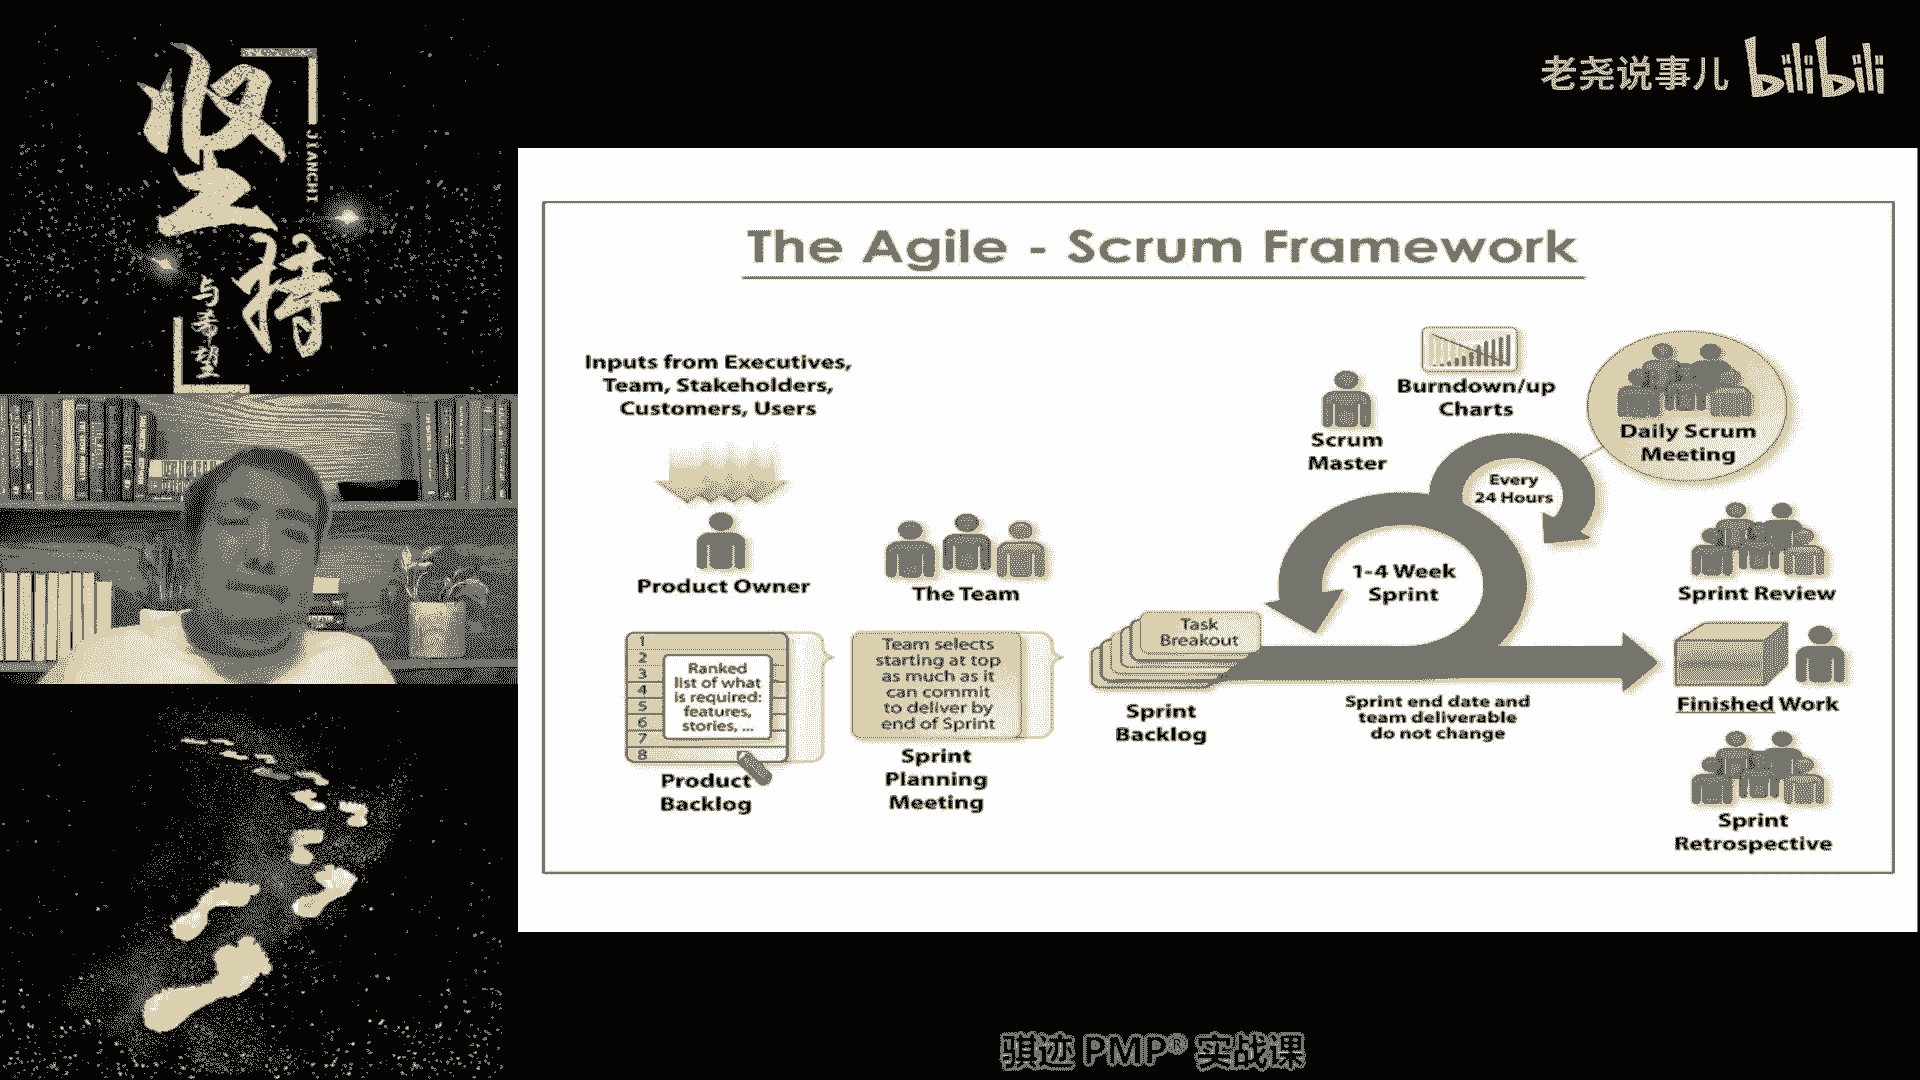 坚持
JIANCHI
与希望
老尧说事儿 bilibili
The Agile - Scrum Framework
Inputs from Executives,
Team, Stakeholders,
Customers, Users
Product Owner
The Team
1
2
3
4
5
6
7
8
Ranked
list of what
is required:
features,
stories, ...
Product
Backlog
Team selects
starting at top
as much as it
can commit
to deliver by
end of Sprint
Sprint
Planning
Meeting
Task
Breakout
Sprint
Backlog
Scrum
Master
Burndown/up
Charts
Every
24 Hours
1-4 Week
Sprint
Sprint end date and
team deliverable
do not change
Daily Scrum
Meeting
Sprint Review
Finished Work
Sprint
Retrospective
骐迹 PMP® 实战课